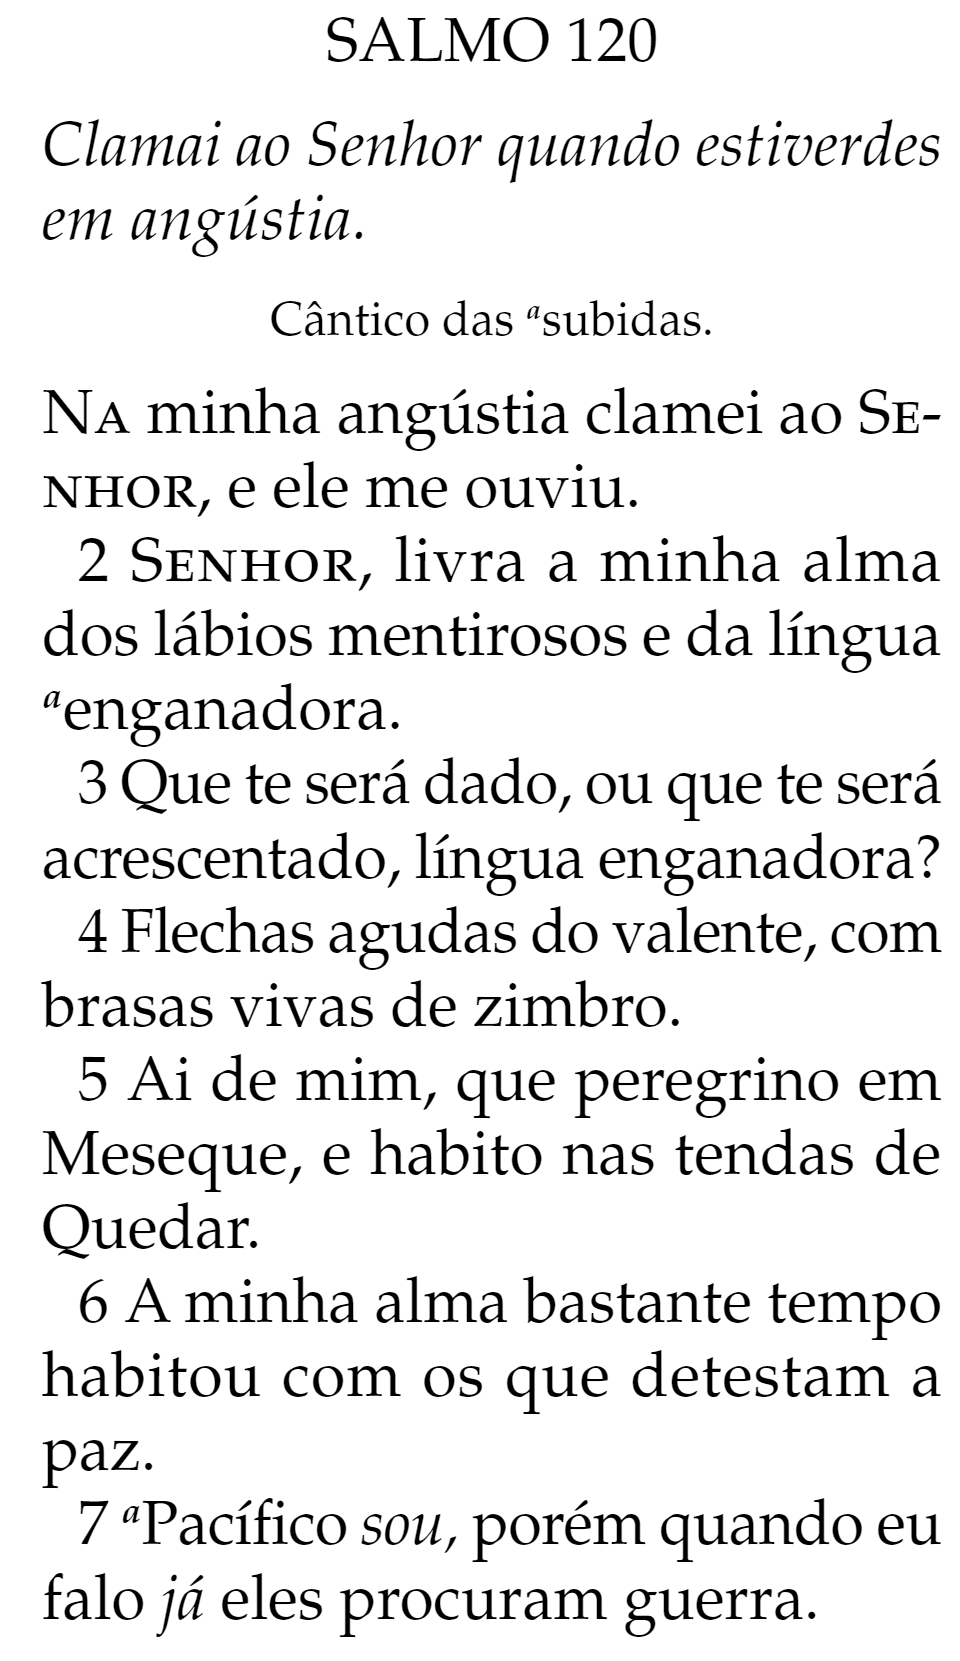 SALMO 120
Clamai ao Senhor quando estiverdes
em angústia.
Cântico das ᵃsubidas.
NA minha angústia clamei ao SE-
NHOR, e ele me ouviu.
2 SENHOR, livra a minha alma
dos lábios mentirosos e da língua
ᵃenganadora.
3 Que te será dado, ou que te será
acrescentado, língua enganadora?
4 Flechas agudas do valente, com
brasas vivas de zimbro.
5 Ai de mim, que peregrino em
Meseque, e habito nas tendas de
Quedar.
6 A minha alma bastante tempo
habitou com os que detestam a
paz.
7 ᵃPacífico sou, porém quando eu
falo já eles procuram guerra.